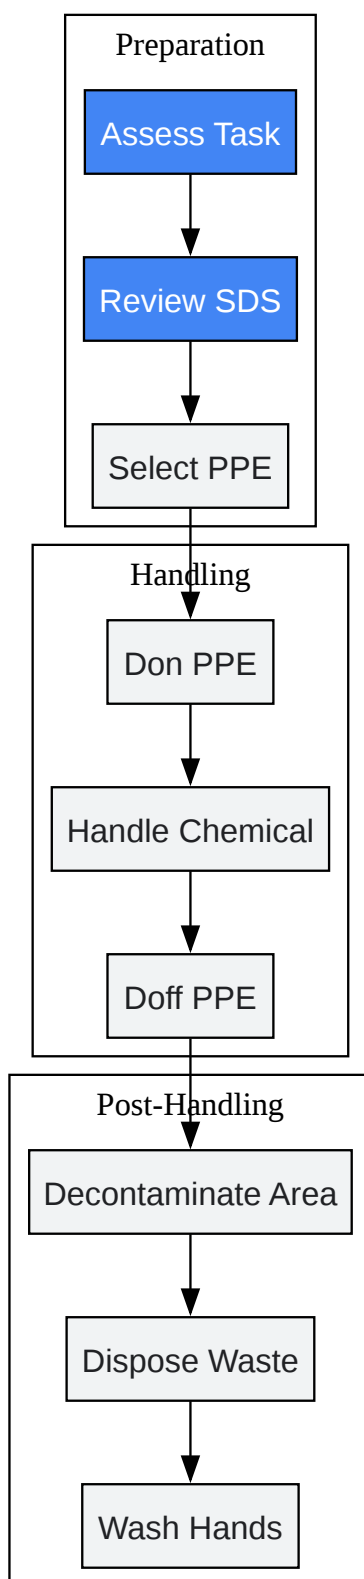 Preparation
Assess Task
Review SDS
Select PPE
Handling
Don PPE
Handle Chemical
Doff PPE
Post-Handling
Decontaminate Area
Dispose Waste
Wash Hands